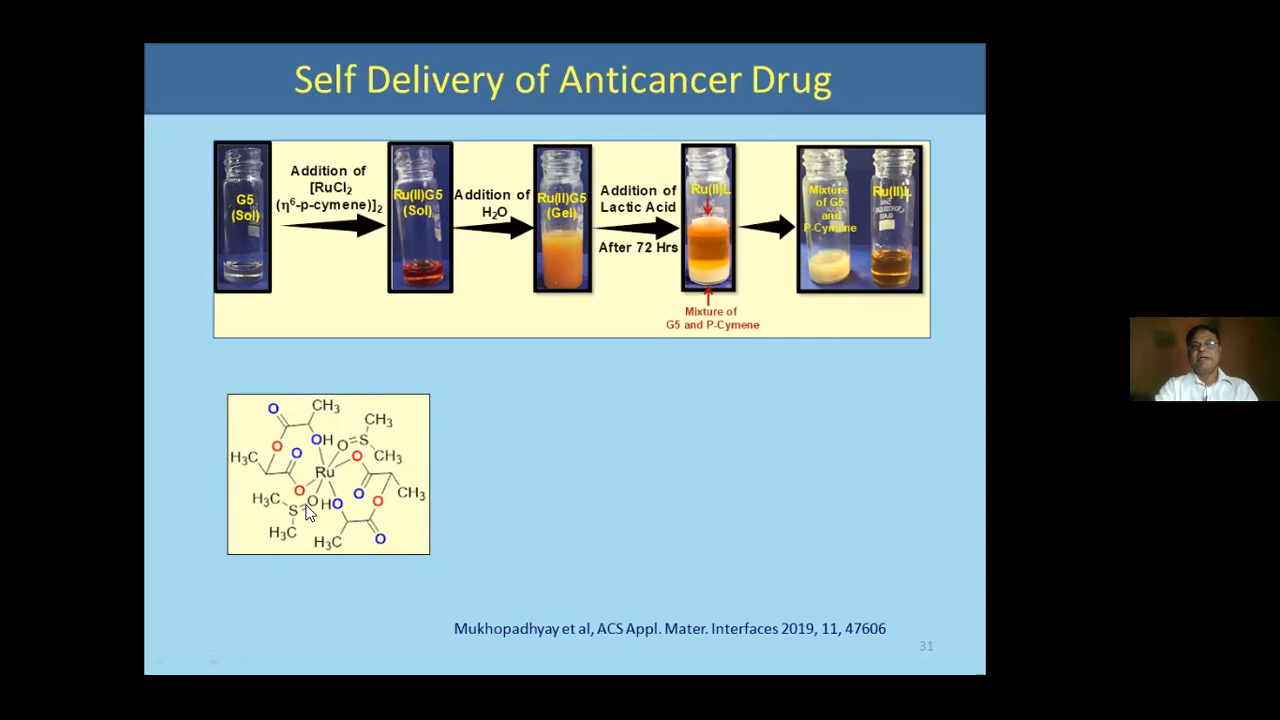 Self Delivery of Anticancer Drug
G5
(Sol)
Addition of
[RuCl2
(η6-p-cymene)]2
Ru(II)G5
(Sol)
Addition of
H2O
Ru(II)G5
(Gel)
Addition of
Lactic Acid
After 72 Hrs
Ru(II)L
Mixture of
G5 and P-Cymene
Mixture
of G5
and
P-Cymene
Ru(II)L
O
CH3
OH
O
S
CH3
CH3
H3C
O
O
O
Ru
O
O
CH3
H3C
S
O
HO
O
H3C
H3C
O
Mukhopadhyay et al, ACS Appl. Mater. Interfaces 2019, 11, 47606
31